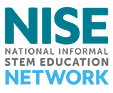 NISE
NATIONAL INFORMAL
STEM EDUCATION
NETWORK